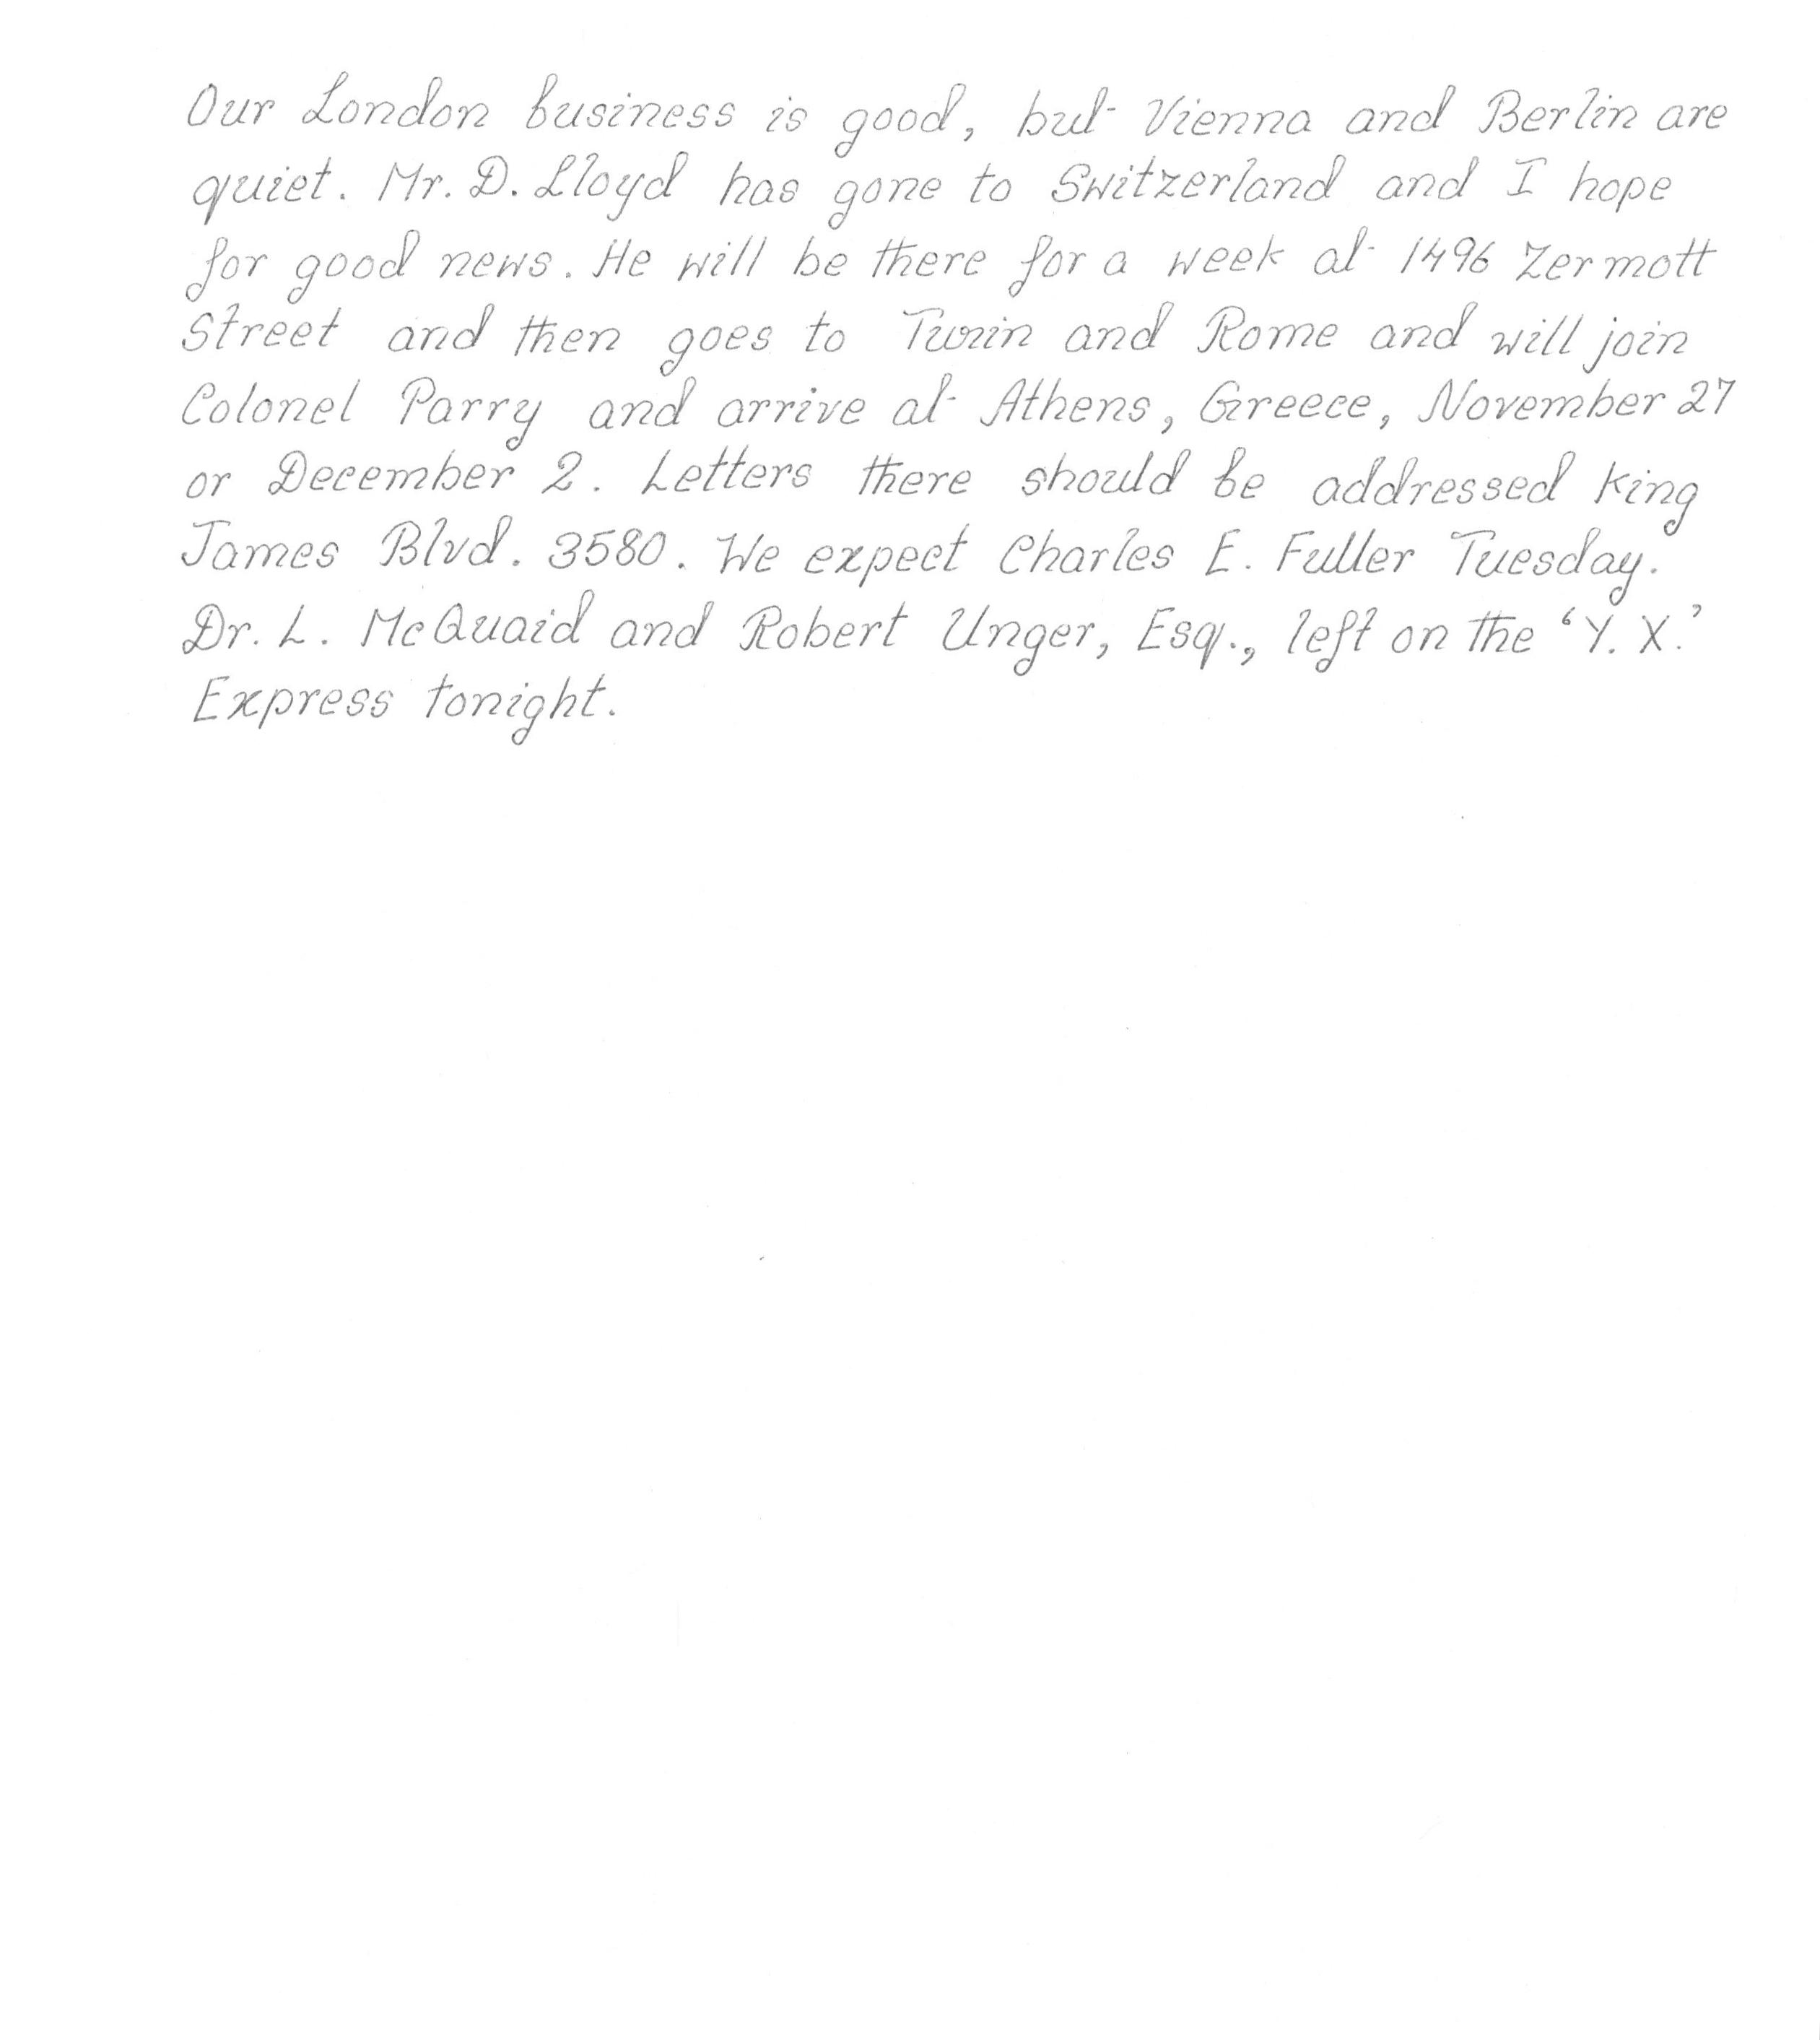 Our London business is good, but Vienna and Berlin are
quiet. Mr. D. Lloyd has gone to Switzerland and I hope
for good news. He will be there for a week at 1496 Zermott
Street and then goes to Turin and Rome and will join
Colonel Parry and arrive at Athens, Greece, November 27
or December 2. Letters there should be addressed King
James Blvd. 3580. We expect Charles E. Fuller Tuesday.
Dr. L. McQuaid and Robert Unger, Esq., left on the ‘Y. X.’
Express tonight.